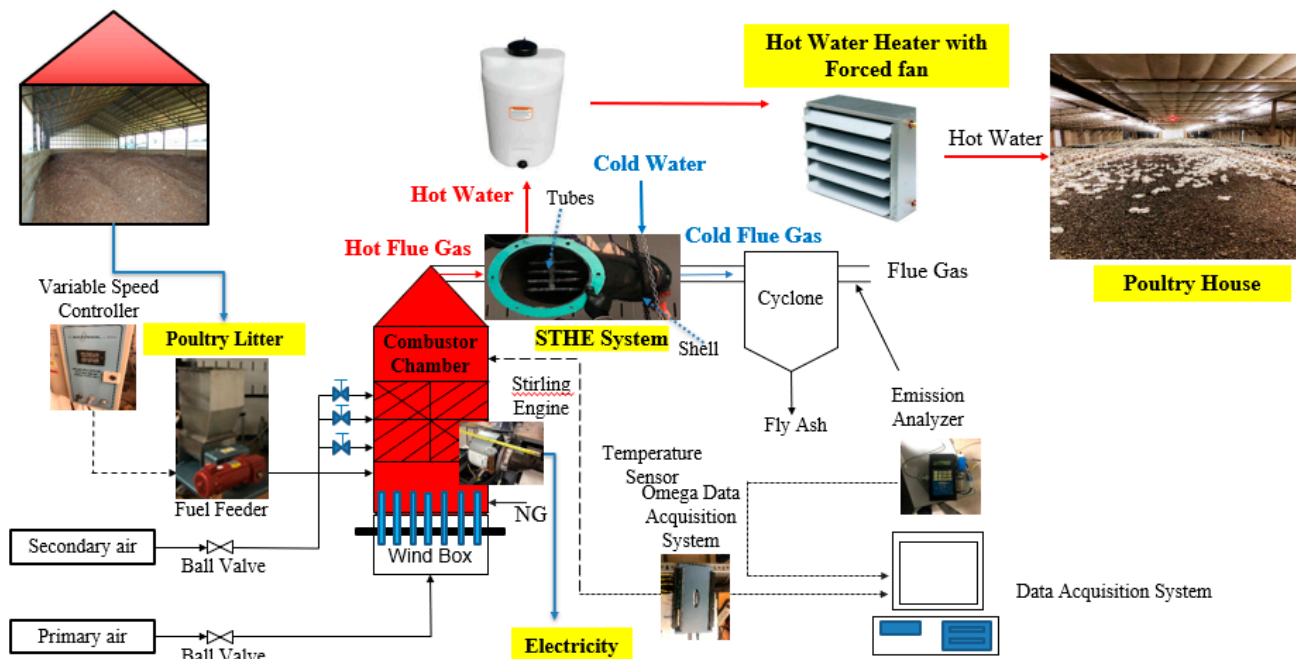 Hot Water Heater with
Forced fan
Cold Water
Hot Water
Hot Water
Tubes
Hot Flue Gas
Cold Flue Gas
Flue Gas
Poultry House
Variable Speed
Controller
Poultry Litter
Cyclone
STHE System
Shell
Combustor
Chamber
Stirling
Engine
Emission
Analyzer
Fly Ash
Temperature
Sensor
Omega Data
Acquisition
System
Fuel Feeder
NG
Secondary air
Ball Valve
Wind Box
Data Acquisition System
Primary air
Ball Valve
Electricity